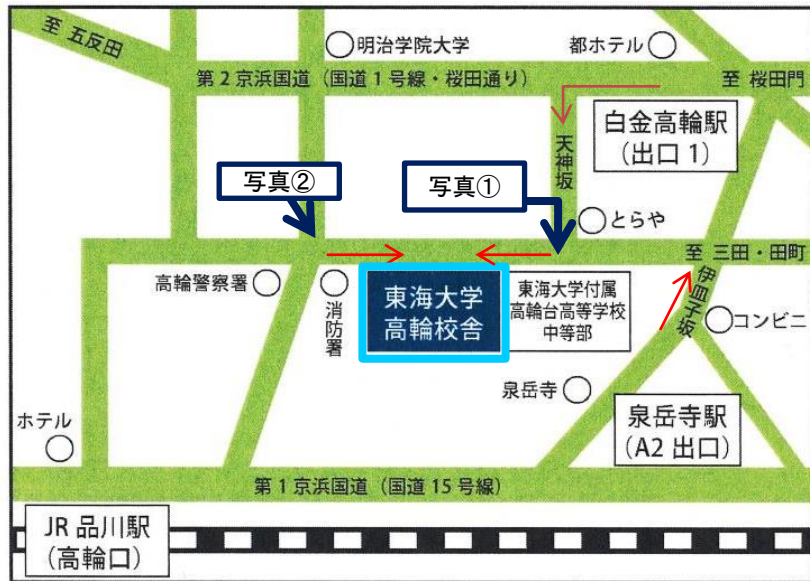 至 五反田
明治学院大学
都ホテル
第2京浜国道（国道1号線・桜田通り）
至 桜田門
白金高輪駅
（出口1）
天神坂
写真②
写真①
とらや
至 三田・田町
高輪警察署
消防署
東海大学
高輪校舎
東海大学付属
高輪台高等学校
中等部
伊皿子坂
コンビニ
泉岳寺
ホテル
泉岳寺駅
（A2 出口）
第1京浜国道（国道15号線）
JR 品川駅
（高輪口）